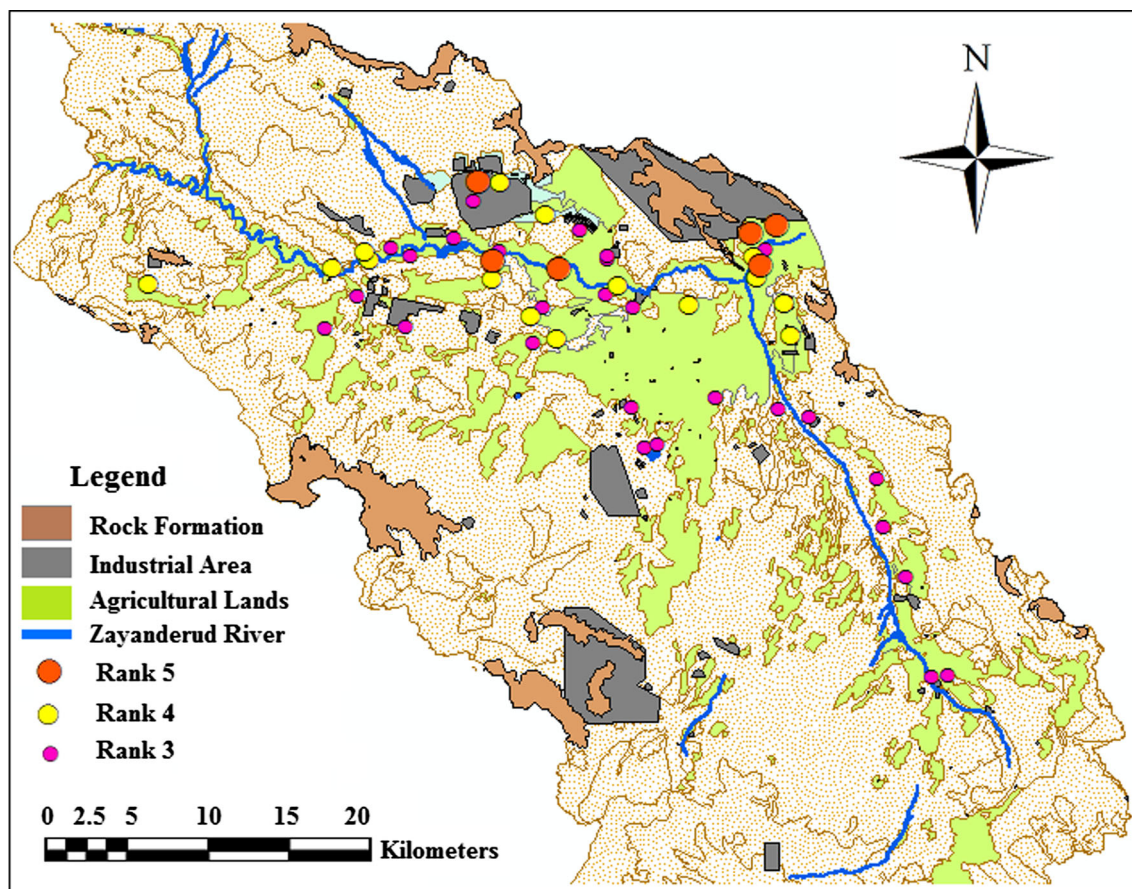 N
Legend
Rock Formation
Industrial Area
Agricultural Lands
Zayanderud River
Rank 5
Rank 4
Rank 3
0 2.5 5 10 15 20
Kilometers